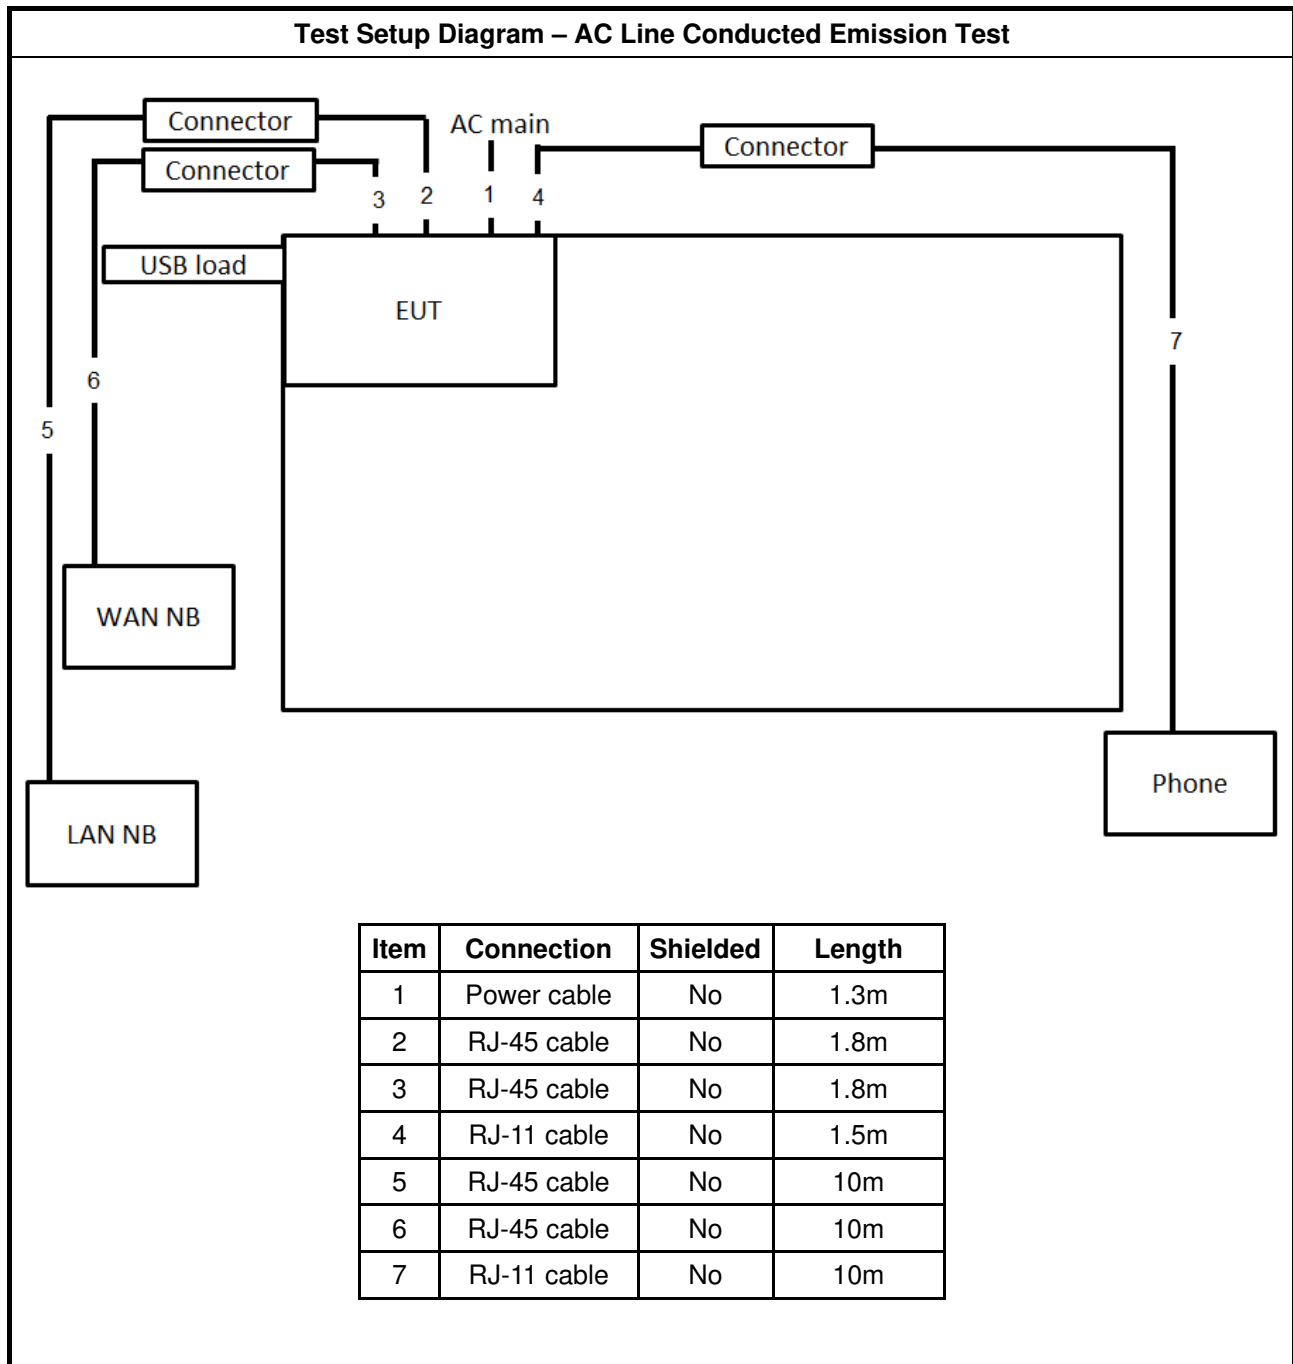 Test Setup Diagram – AC Line Conducted Emission Test
Connector
AC main
Connector
Connector
3
2
1
4
USB load
EUT
7
6
5
WAN NB
Phone
LAN NB
Item Connection Shielded Length
1 Power cable No 1.3m
2 RJ-45 cable No 1.8m
3 RJ-45 cable No 1.8m
4 RJ-11 cable No 1.5m
5 RJ-45 cable No 10m
6 RJ-45 cable No 10m
7 RJ-11 cable No 10m